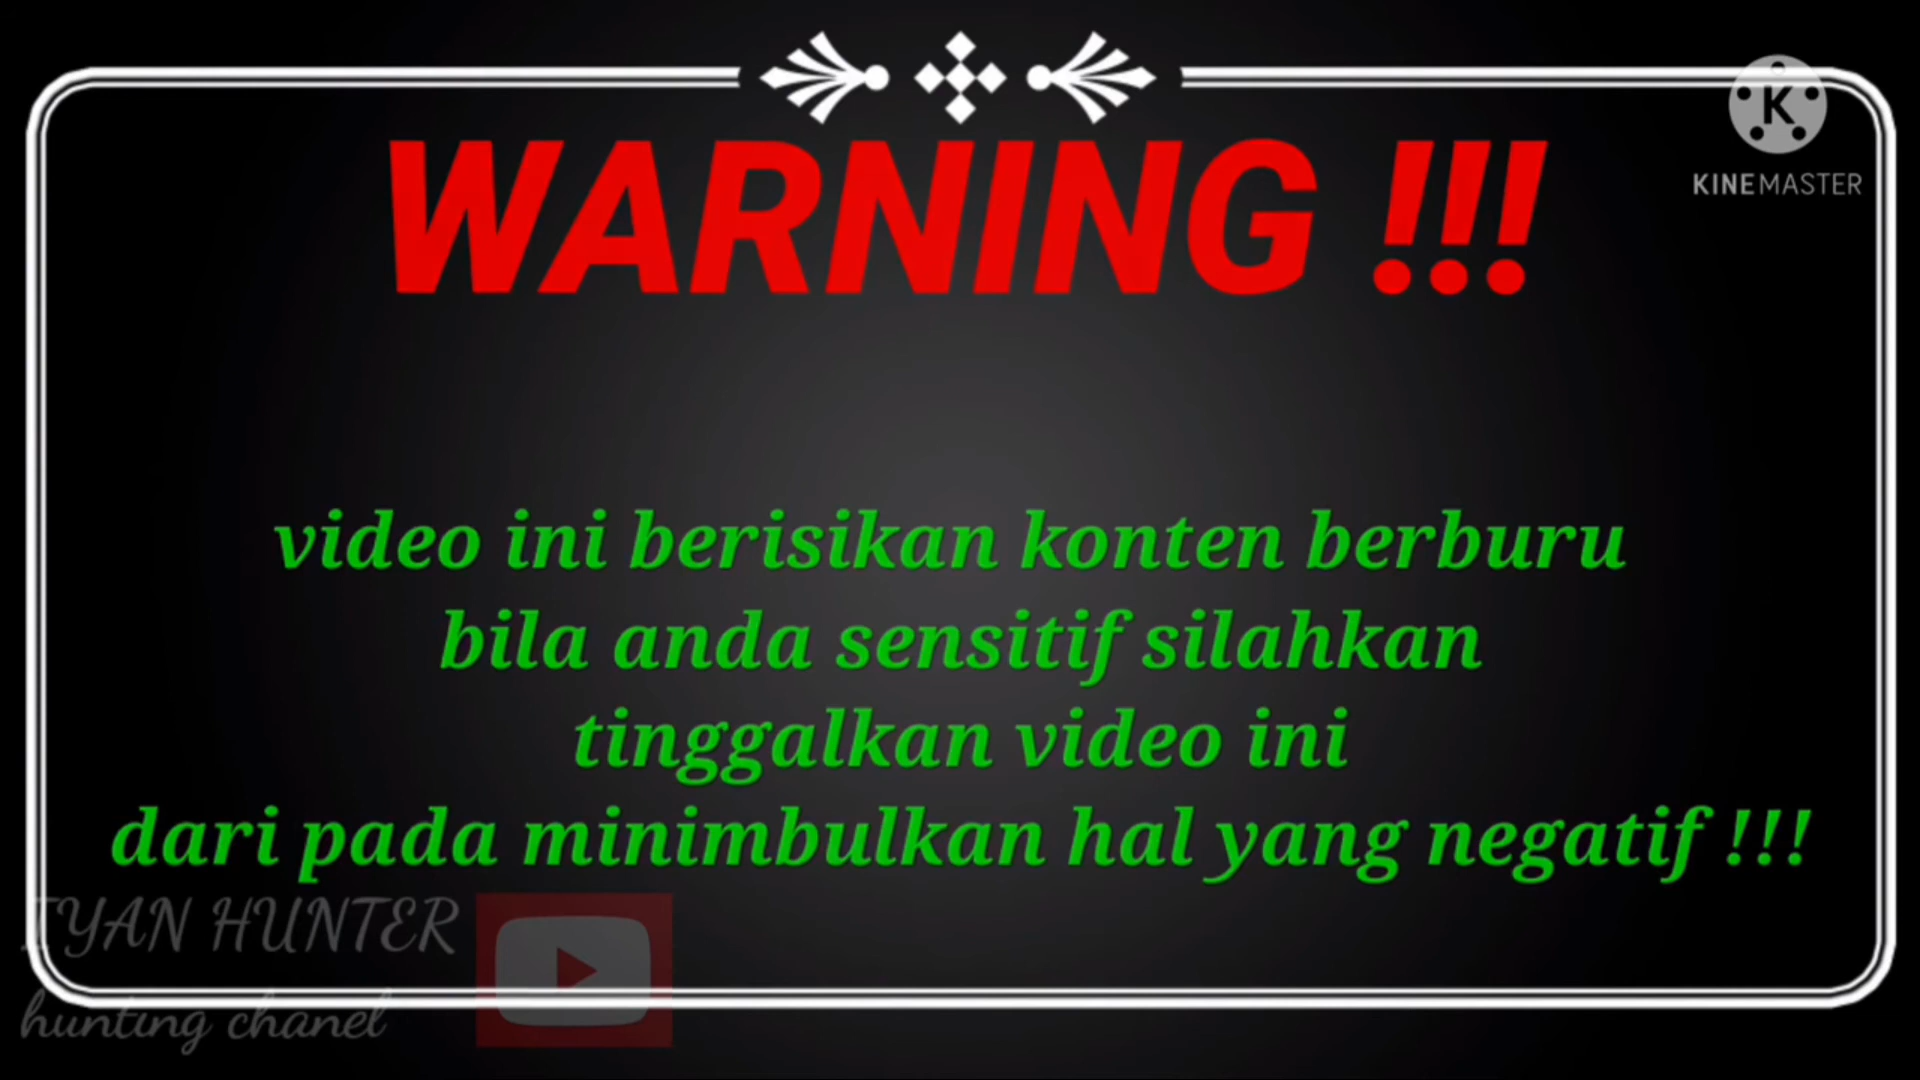 WARNING !!!
K
KINEMASTER
video ini berisikan konten berburu
bila anda sensitif silahkan
tinggalkan video ini
dari pada minimbulkan hal yang negatif !!!
IYAN HUNTER
hunting chanel